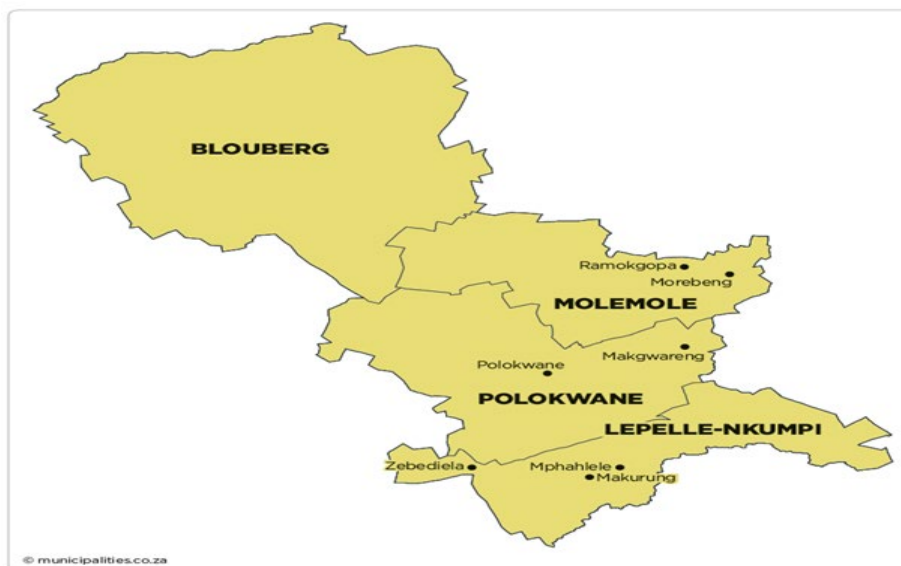 BLOUBERG
Ramokgopa
Morebeng
MOLEMOLE
Makgwareng
Polokwane
POLOKWANE
LEPELLE-NKUMPI
Zebediela
Mphahlele
Makurung
© municipalities.co.za